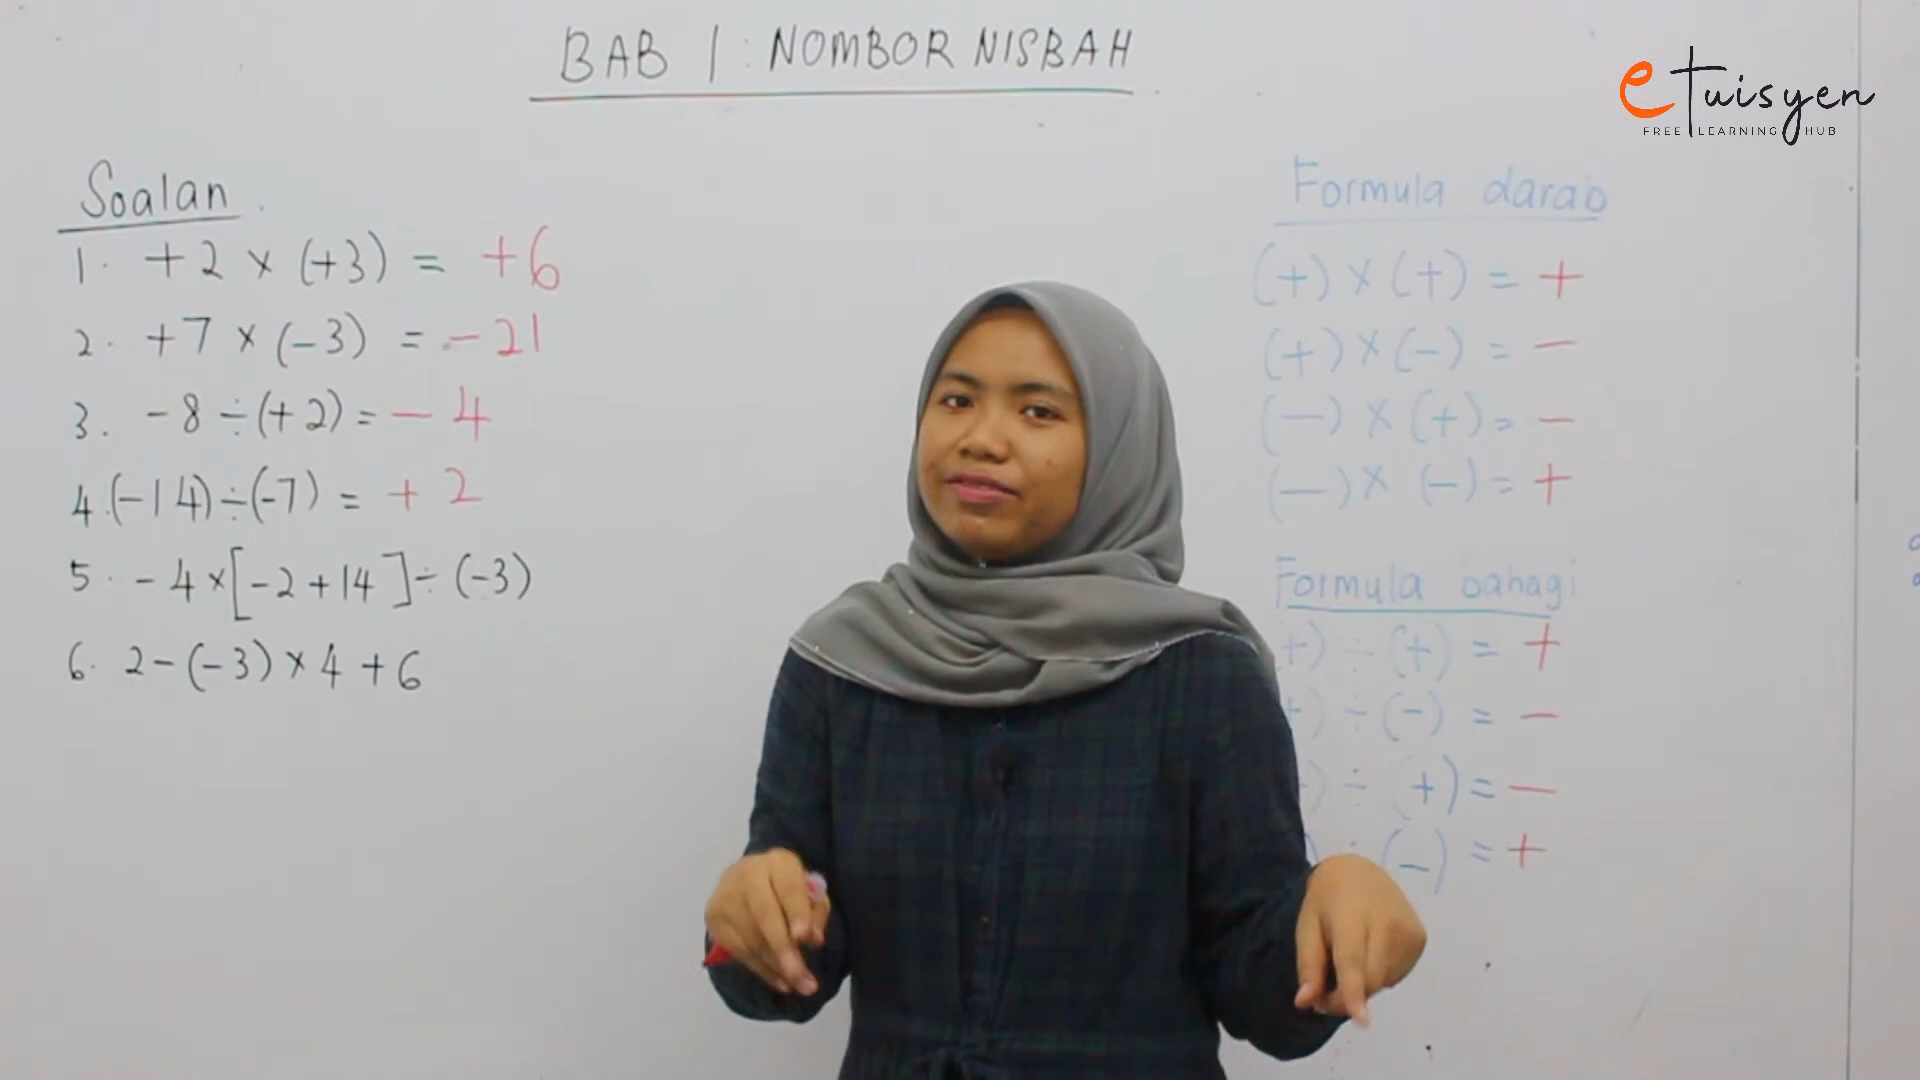 BAB 1 : NOMBOR NISBAH
eTuisyen
FREE LEARNING HUB
Soalan
1. +2 × (+3) = +6
2. +7 × (-3) = -21
3. -8 ÷ (+2) = -4
4. (-14) ÷ (-7) = +2
5. -4 × [-2 + 14] ÷ (-3)
6. 2 - (-3) × 4 + 6
Formula darab
(+) × (+) = +
(+) × (-) = -
(-) × (+) = -
(-) × (-) = +
Formula bahagi
+) ÷ (+) = +
+) ÷ (-) = -
-) ÷ (+) = -
) ÷ (-) = +